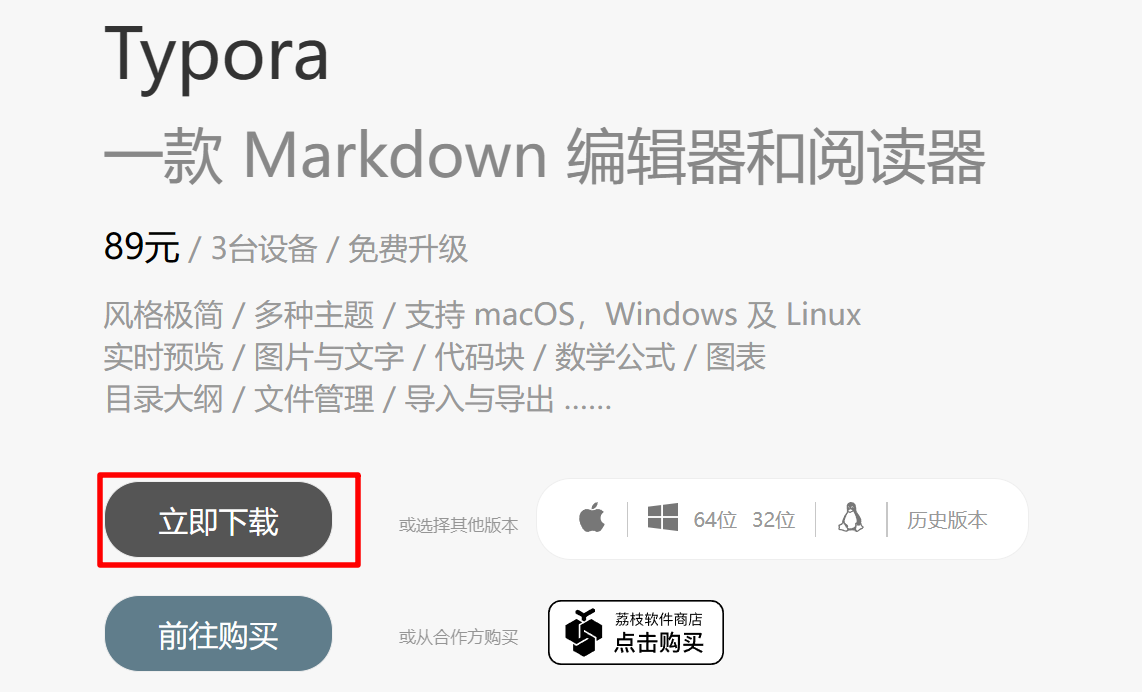 Typora
一款 Markdown 编辑器和阅读器
89元 / 3台设备 / 免费升级
风格极简 / 多种主题 / 支持 macOS，Windows 及 Linux
实时预览 / 图片与文字 / 代码块 / 数学公式 / 图表
目录大纲 / 文件管理 / 导入与导出 ……
立即下载 或选择其他版本 64位 32位 历史版本
前往购买 或从合作方购买 荔枝软件商店
点击购买